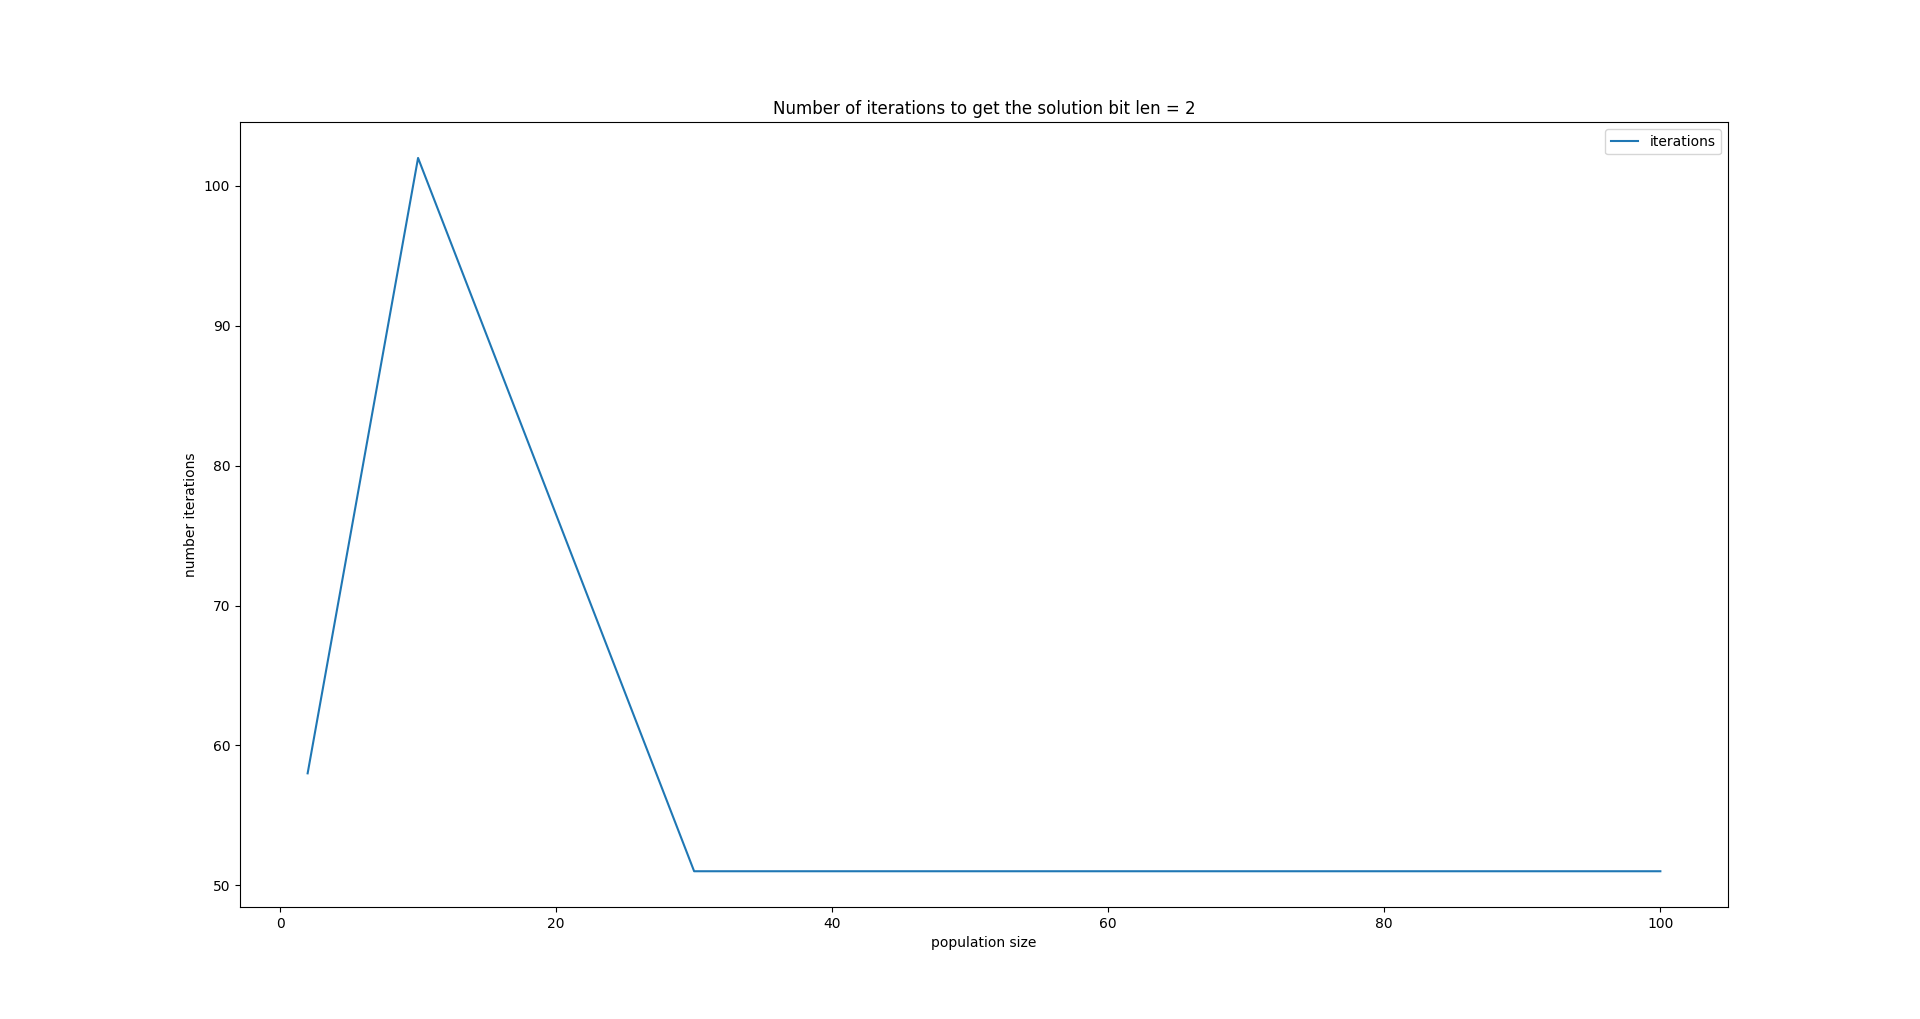 Number of iterations to get the solution bit len = 2
iterations
100
90
80
70
60
50
number iterations
0 20 40 60 80 100
population size